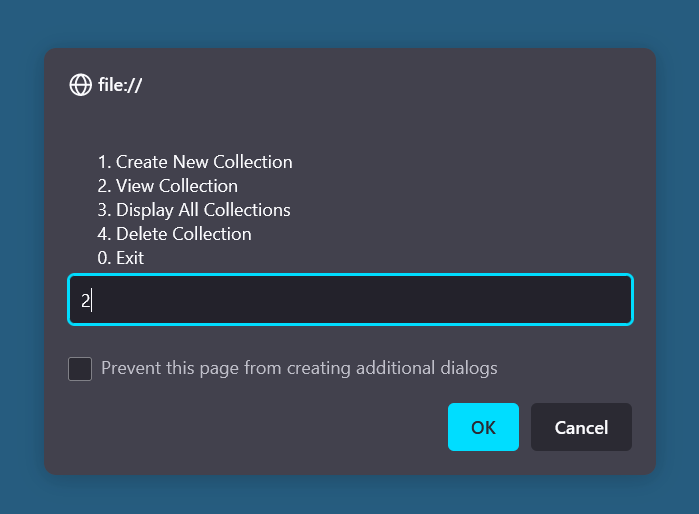 file://
1. Create New Collection
2. View Collection
3. Display All Collections
4. Delete Collection
0. Exit
2
Prevent this page from creating additional dialogs
OK
Cancel